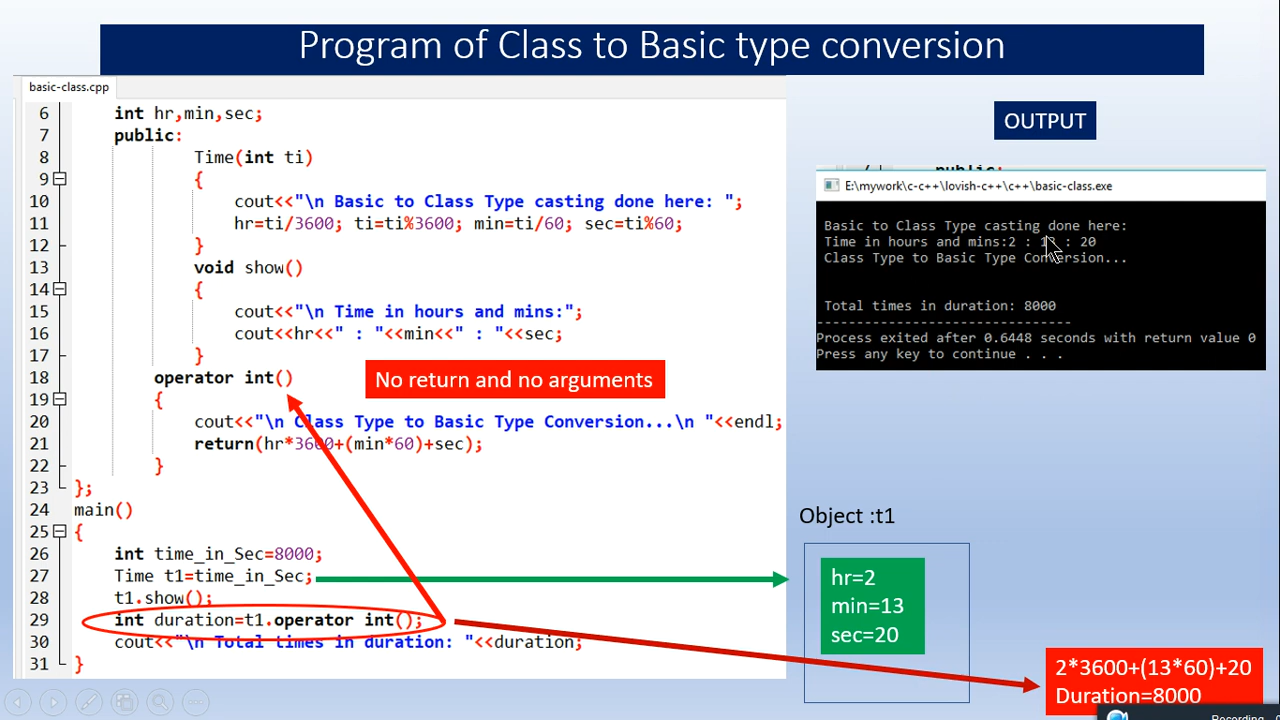 Program of Class to Basic type conversion
basic-class.cpp
6 int hr,min,sec;
7 public:
8 Time(int ti)
9 {
10 cout<<"\n Basic to Class Type casting done here: ";
11 hr=ti/3600; ti=ti%3600; min=ti/60; sec=ti%60;
12 }
13 void show()
14 {
15 cout<<"\n Time in hours and mins:";
16 cout<<hr<<" : "<<min<<" : "<<sec;
17 }
18 operator int()
19 {
20 cout<<"\n Class Type to Basic Type Conversion...\n "<<endl;
21 return(hr*3600+(min*60)+sec);
22 }
23 };
24 main()
25 {
26 int time_in_Sec=8000;
27 Time t1=time_in_Sec;
28 t1.show();
29 int duration=t1.operator int();
30 cout<<"\n Total times in duration: "<<duration;
31 }
No return and no arguments
OUTPUT
public:
E:\mywork\c-c++\lovish-c++\c++\basic-class.exe
Basic to Class Type casting done here:
Time in hours and mins:2 : : 20
Class Type to Basic Type Conversion...
Total times in duration: 8000
--------------------------------
Process exited after 0.6448 seconds with return value 0
Press any key to continue . . .
Object :t1
hr=2
min=13
sec=20
2*3600+(13*60)+20
Duration=8000